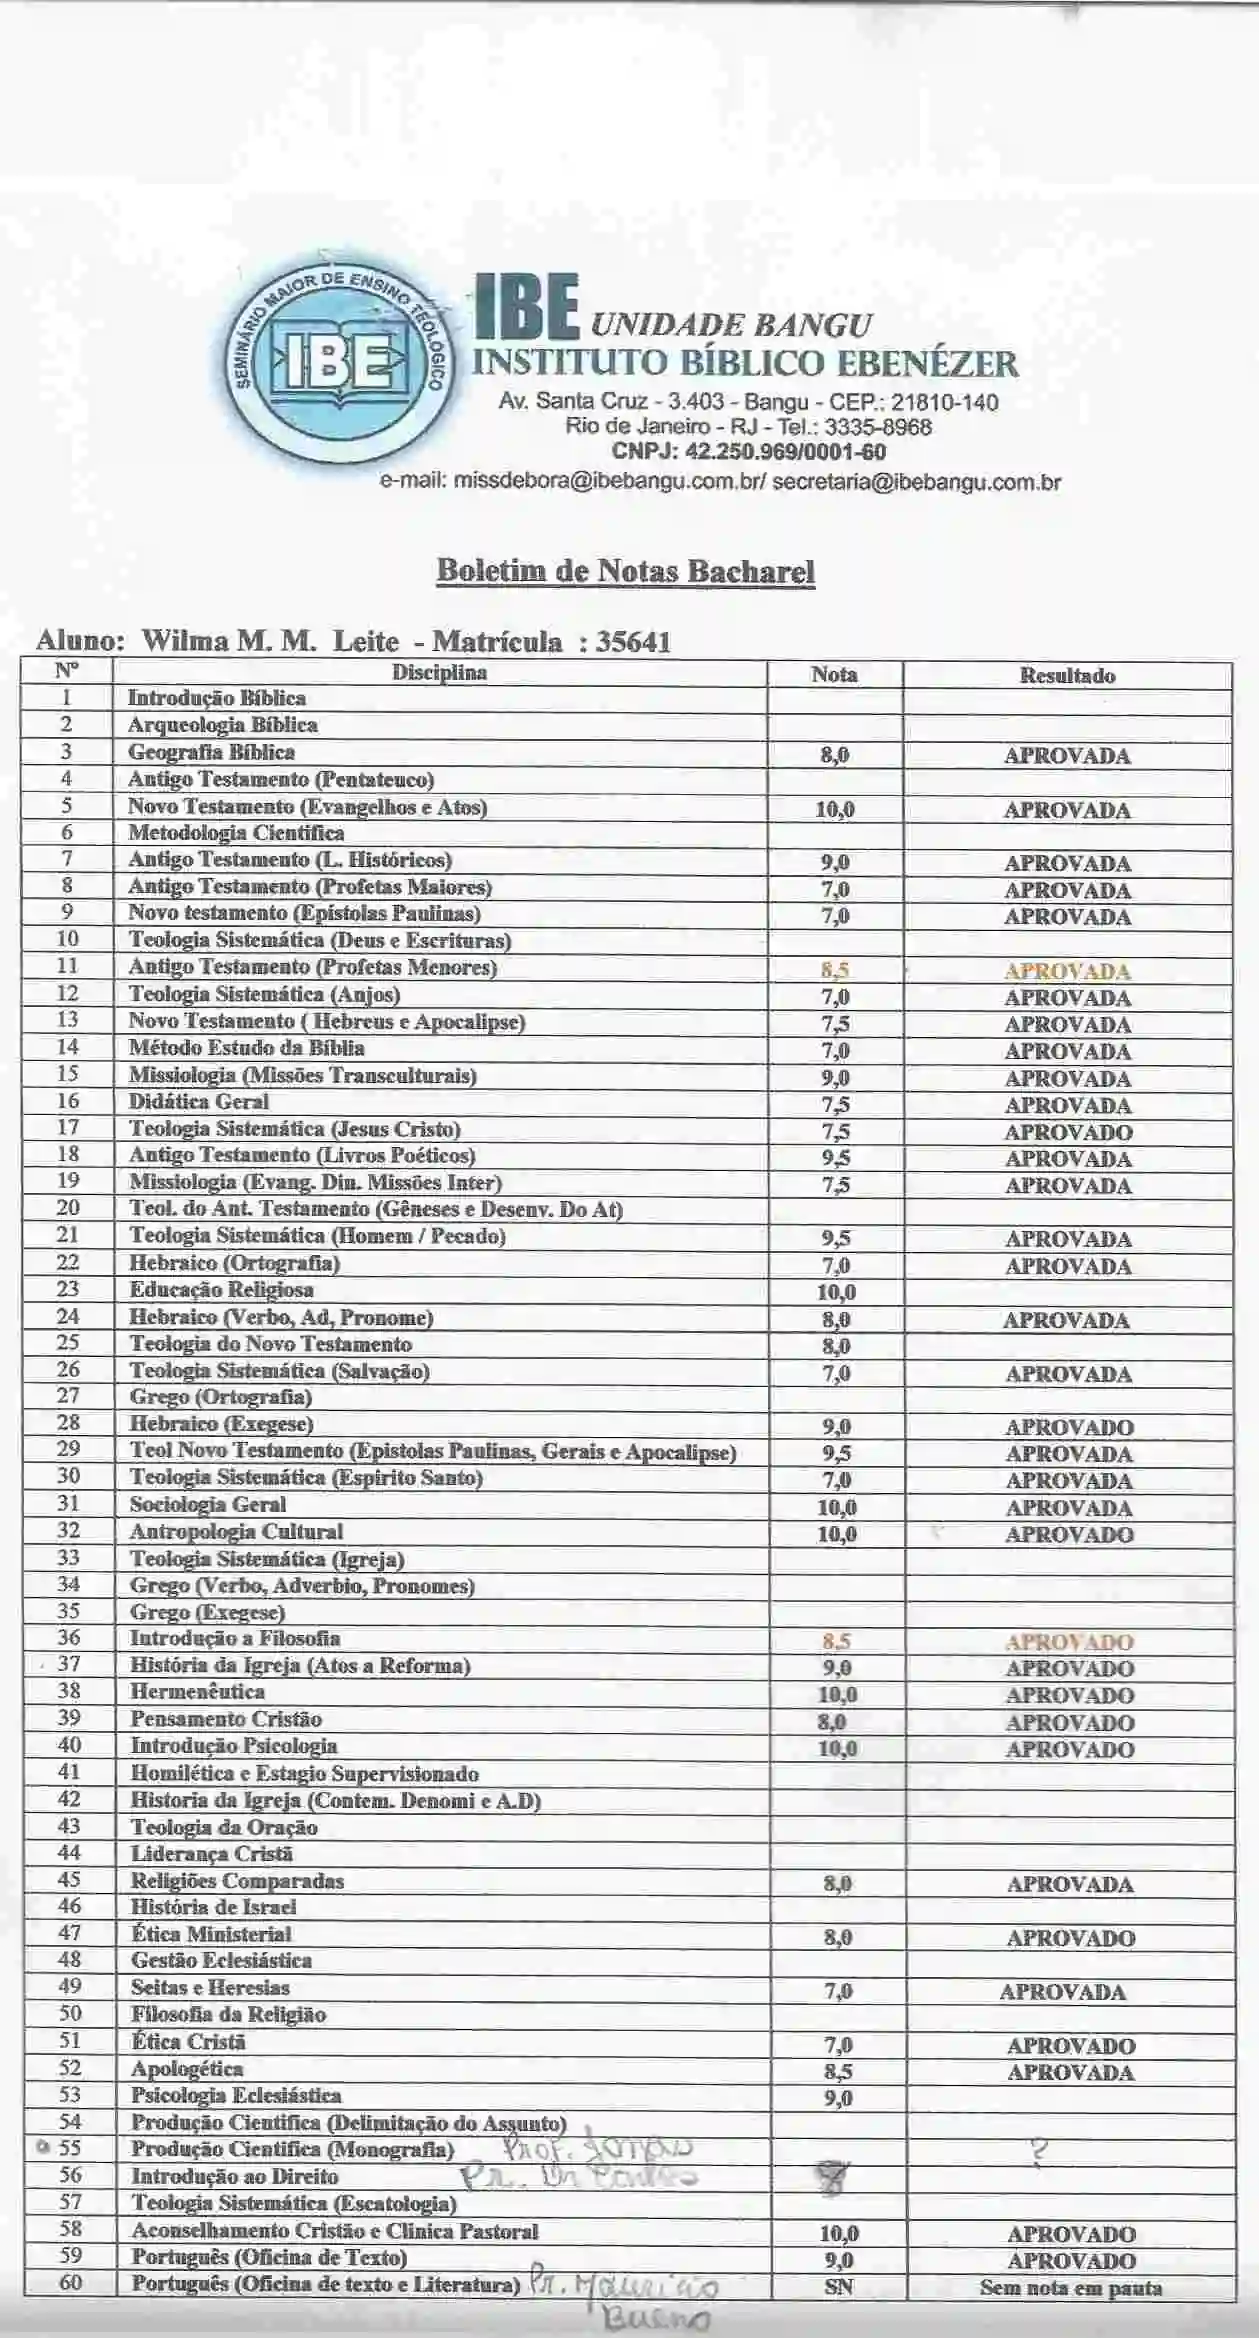 SEMINÁRIO MAIOR DE ENSINO TEOLÓGICO
IBE
IBE UNIDADE BANGU
INSTITUTO BÍBLICO EBENÉZER
Av. Santa Cruz - 3.403 - Bangu - CEP.: 21810-140
Rio de Janeiro - RJ - Tel.: 3335-8968
CNPJ: 42.250.969/0001-60
e-mail: missdebora@ibebangu.com.br/ secretaria@ibebangu.com.br
Boletim de Notas Bacharel
Aluno: Wilma M. M. Leite - Matrícula : 35641
Nº Disciplina Nota Resultado
1 Introdução Bíblica
2 Arqueologia Bíblica
3 Geografia Bíblica 8,0 APROVADA
4 Antigo Testamento (Pentateuco)
5 Novo Testamento (Evangelhos e Atos) 10,0 APROVADA
6 Metodologia Cientifica
7 Antigo Testamento (L. Históricos) 9,0 APROVADA
8 Antigo Testamento (Profetas Maiores) 7,0 APROVADA
9 Novo testamento (Epístolas Paulinas) 7,0 APROVADA
10 Teologia Sistemática (Deus e Escrituras)
11 Antigo Testamento (Profetas Menores) 8,5 APROVADA
12 Teologia Sistemática (Anjos) 7,0 APROVADA
13 Novo Testamento ( Hebreus e Apocalipse) 7,5 APROVADA
14 Método Estudo da Bíblia 7,0 APROVADA
15 Missiologia (Missões Transculturais) 9,0 APROVADA
16 Didática Geral 7,5 APROVADA
17 Teologia Sistemática (Jesus Cristo) 7,5 APROVADO
18 Antigo Testamento (Livros Poéticos) 9,5 APROVADA
19 Missiologia (Evang. Din. Missões Inter) 7,5 APROVADA
20 Teol. do Ant. Testamento (Gêneses e Desenv. Do At)
21 Teologia Sistemática (Homem / Pecado) 9,5 APROVADA
22 Hebraico (Ortografia) 7,0 APROVADA
23 Educação Religiosa 10,0
24 Hebraico (Verbo, Ad, Pronome) 8,0 APROVADA
25 Teologia do Novo Testamento 8,0
26 Teologia Sistemática (Salvação) 7,0 APROVADA
27 Grego (Ortografia)
28 Hebraico (Exegese) 9,0 APROVADO
29 Teol Novo Testamento (Epistolas Paulinas, Gerais e Apocalipse) 9,5 APROVADA
30 Teologia Sistemática (Espirito Santo) 7,0 APROVADA
31 Sociologia Geral 10,0 APROVADA
32 Antropologia Cultural 10,0 APROVADO
33 Teologia Sistemática (Igreja)
34 Grego (Verbo, Adverbio, Pronomes)
35 Grego (Exegese)
36 Introdução a Filosofia 8,5 APROVADO
37 História da Igreja (Atos a Reforma) 9,0 APROVADO
38 Hermenêutica 10,0 APROVADO
39 Pensamento Cristão 8,0 APROVADO
40 Introdução Psicologia 10,0 APROVADO
41 Homilética e Estagio Supervisionado
42 Historia da Igreja (Contem. Denomi e A.D)
43 Teologia da Oração
44 Liderança Cristã
45 Religiões Comparadas 8,0 APROVADA
46 História de Israel
47 Ética Ministerial 8,0 APROVADO
48 Gestão Eclesiástica
49 Seitas e Heresias 7,0 APROVADA
50 Filosofia da Religião
51 Ética Cristã 7,0 APROVADO
52 Apologética 8,5 APROVADA
53 Psicologia Eclesiástica 9,0
54 Produção Cientifica (Delimitação do Assunto)
55 Produção Cientifica (Monografia) Prof. Jonas ?
56 Introdução ao Direito Pr.
57 Teologia Sistemática (Escatologia)
58 Aconselhamento Cristão e Clinica Pastoral 10,0 APROVADO
59 Português (Oficina de Texto) 9,0 APROVADO
60 Português (Oficina de texto e Literatura) Pr. Mauricio SN Sem nota em pauta
Bueno